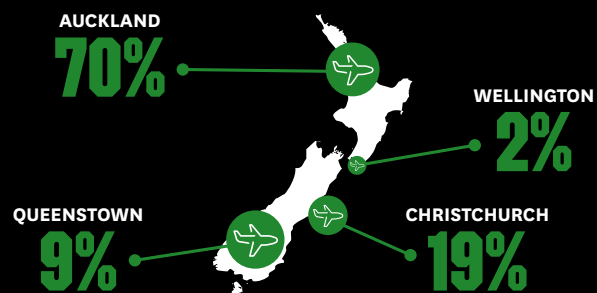 AUCKLAND
70%
WELLINGTON
2%
QUEENSTOWN
9%
CHRISTCHURCH
19%